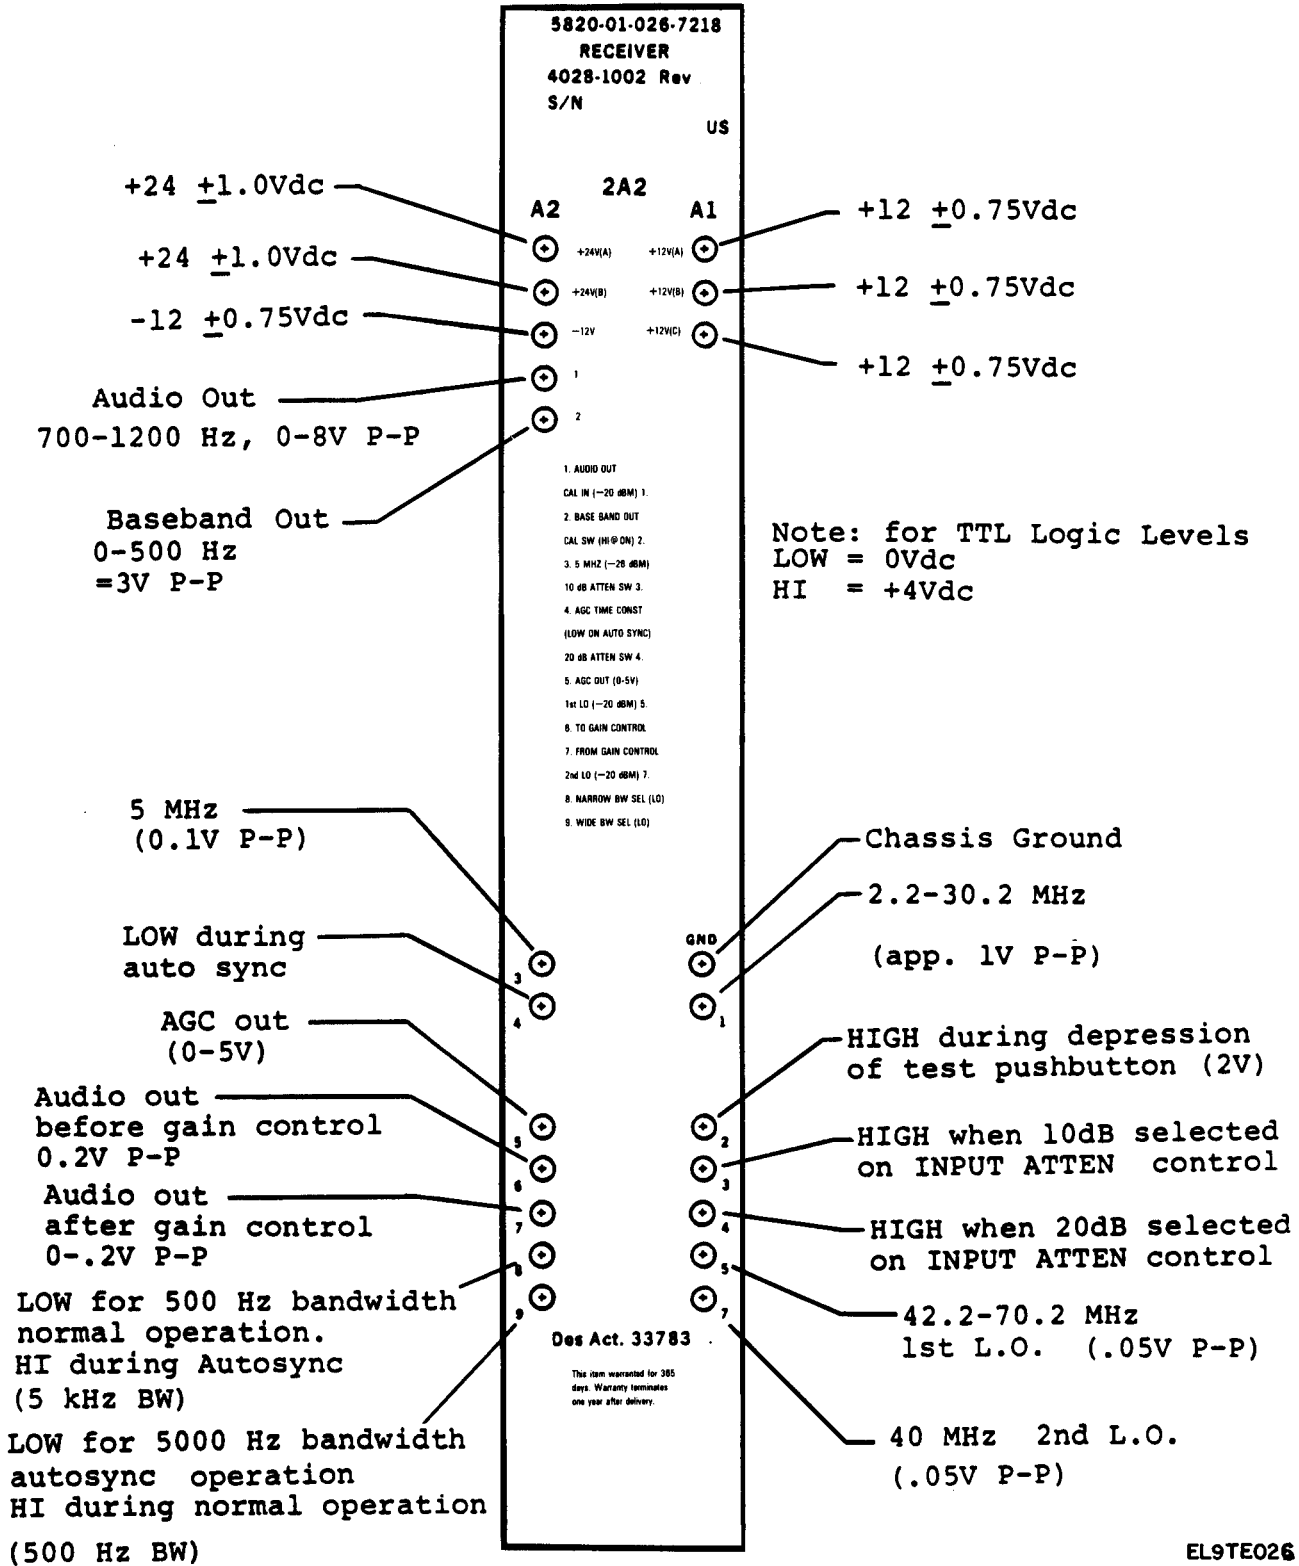 5820-01-026-7218
RECEIVER
4028-1002 Rev
S/N
US
2A2
A2
A1
+24 ±1.0Vdc
+24 ±1.0Vdc
-12 ±0.75Vdc
Audio Out
700-1200 Hz, 0-8V P-P
Baseband Out
0-500 Hz
=3V P-P
+24V(A)
+24V(B)
-12V
1
2
+12V(A)
+12V(B)
+12V(C)
+12 ±0.75Vdc
+12 ±0.75Vdc
+12 ±0.75Vdc
1. AUDIO OUT
CAL IN (-20 dBM) 1.
2. BASE BAND OUT
CAL SW (HI@ON) 2.
3. 5 MHZ (-28 dBM)
10 dB ATTEN SW 3.
4. AGC TIME CONST
(LOW ON AUTO SYNC)
20 dB ATTEN SW 4.
5. AGC OUT (0-5V)
1st LO (-20 dBM) 5.
6. TO GAIN CONTROL
7. FROM GAIN CONTROL
2nd LO (-20 dBM) 7.
8. NARROW BW SEL (LO)
9. WIDE BW SEL (LO)
Note: for TTL Logic Levels
LOW = 0Vdc
HI = +4Vdc
5 MHz
(0.1V P-P)
LOW during
auto sync
AGC out
(0-5V)
Audio out
before gain control
0.2V P-P
Audio out
after gain control
0-.2V P-P
LOW for 500 Hz bandwidth
normal operation.
HI during Autosync
(5 kHz BW)
LOW for 5000 Hz bandwidth
autosync operation
HI during normal operation
(500 Hz BW)
3
4
5
6
7
8
9
GND
1
2
3
4
5
7
Chassis Ground
2.2-30.2 MHz
(app. 1V P-P)
HIGH during depression
of test pushbutton (2V)
HIGH when 10dB selected
on INPUT ATTEN control
HIGH when 20dB selected
on INPUT ATTEN control
42.2-70.2 MHz
1st L.O. (.05V P-P)
40 MHz 2nd L.O.
(.05V P-P)
Des Act. 33783
This item warranted for 365
days. Warranty terminates
one year after delivery.
EL9TE026